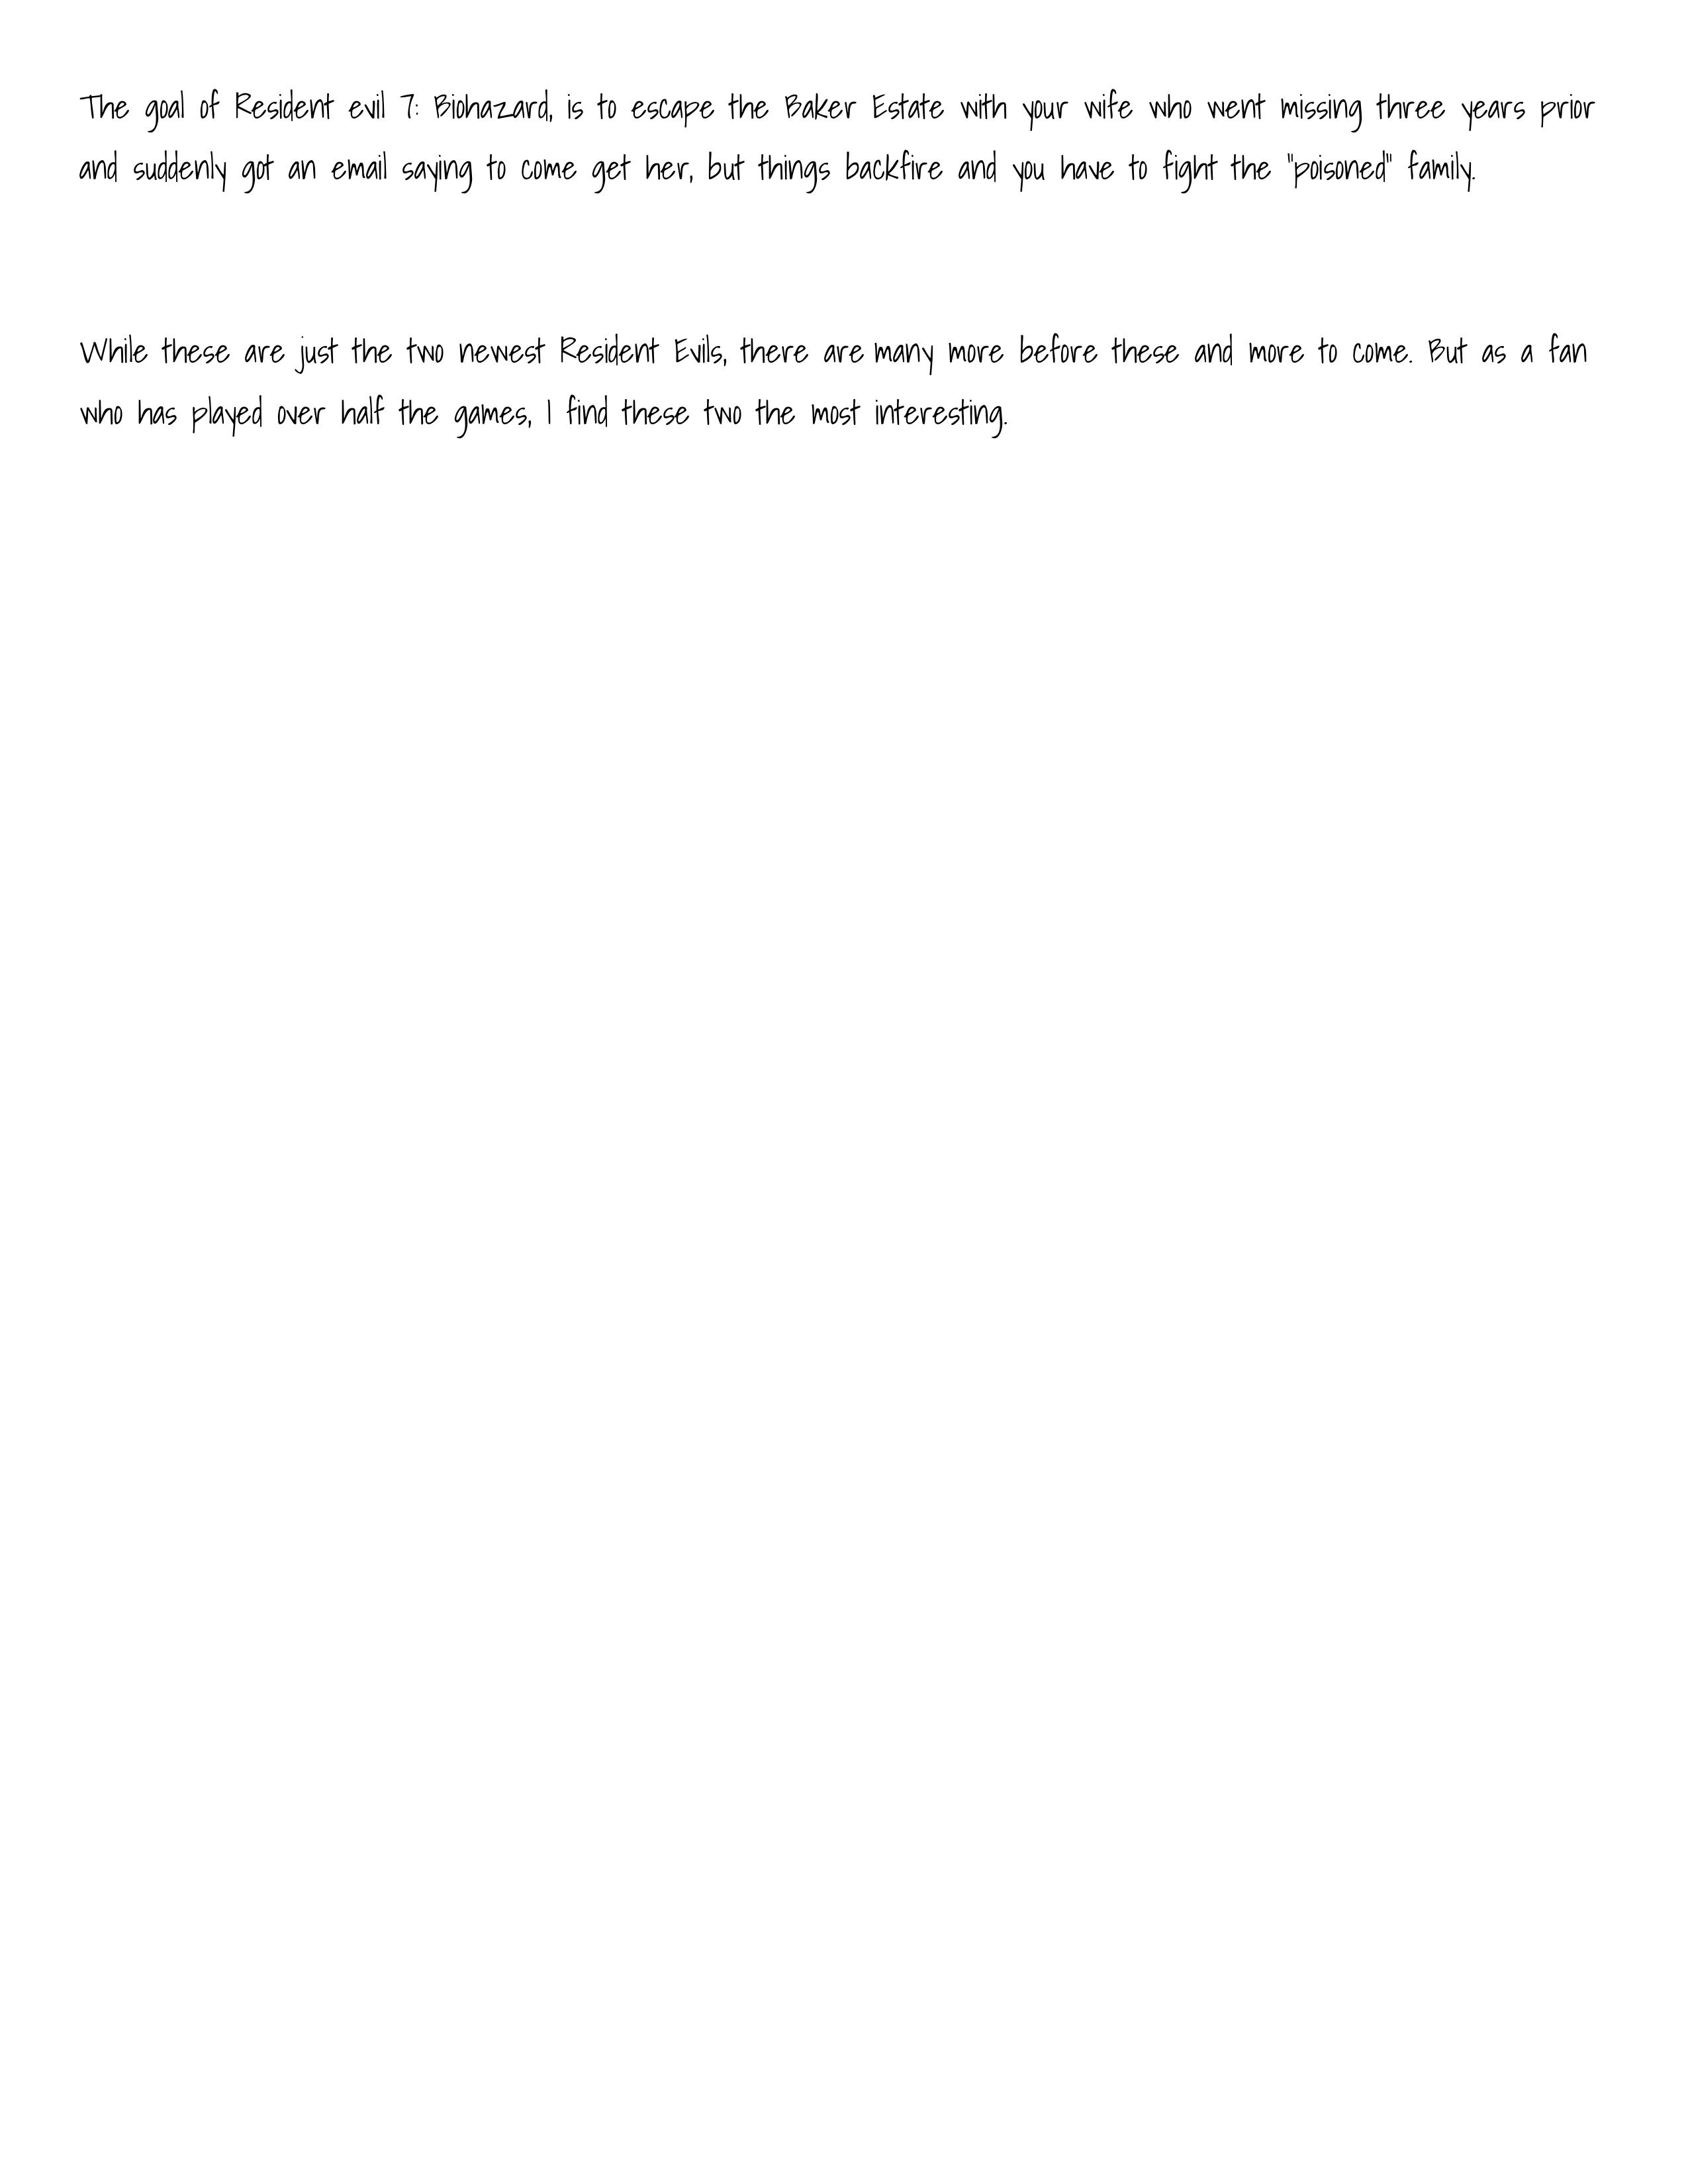 The goal of Resident evil 7: Biohazard, is to escape the Baker Estate with your wife who went missing three years prior
and suddenly got an email saying to come get her, but things backfire and you have to fight the "poisoned" family.
While these are just the two newest Resident Evils, there are many more before these and more to come. But as a fan
who has played over half the games, I find these two the most interesting.